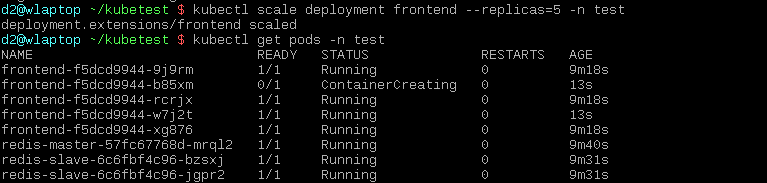 d2@wlaptop ~/kubetest $ kubectl scale deployment frontend --replicas=5 -n test
deployment.extensions/frontend scaled
d2@wlaptop ~/kubetest $ kubectl get pods -n test
NAME READY STATUS RESTARTS AGE
frontend-f5dcd9944-9j9rm 1/1 Running 0 9m18s
frontend-f5dcd9944-b85xm 0/1 ContainerCreating 0 13s
frontend-f5dcd9944-rcrjx 1/1 Running 0 9m18s
frontend-f5dcd9944-w7j2t 1/1 Running 0 13s
frontend-f5dcd9944-xg876 1/1 Running 0 9m18s
redis-master-57fc67768d-mrql2 1/1 Running 0 9m40s
redis-slave-6c6fbf4c96-bzsxj 1/1 Running 0 9m31s
redis-slave-6c6fbf4c96-jgpr2 1/1 Running 0 9m31s